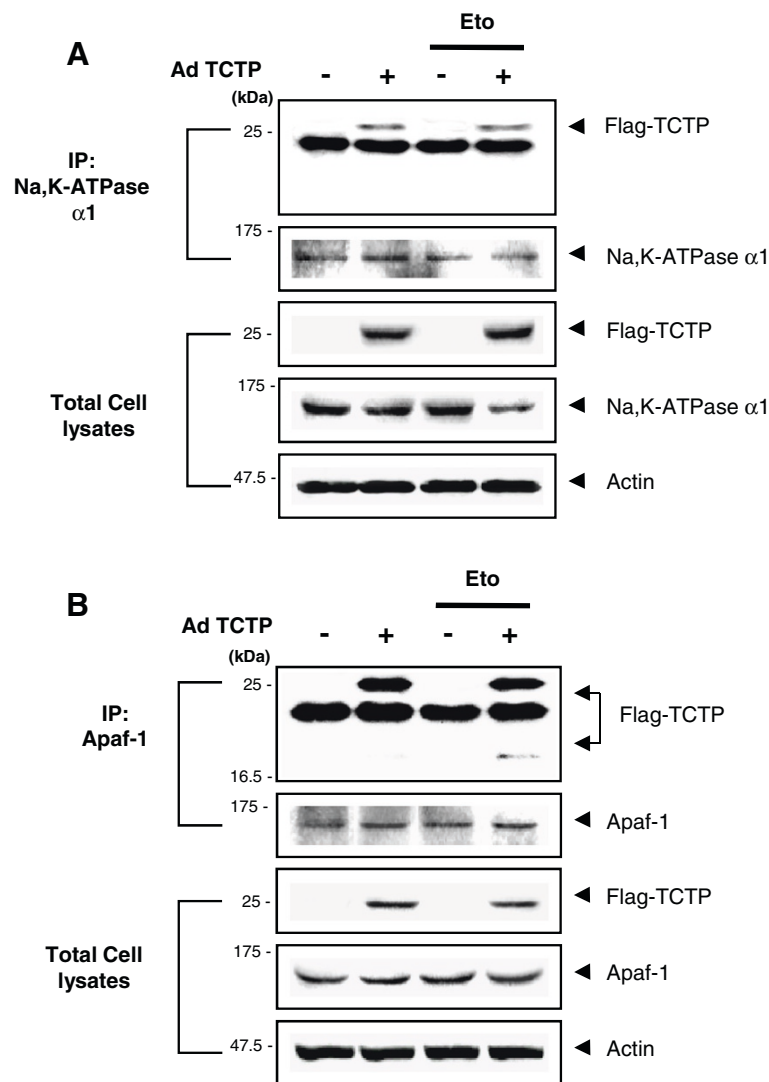 A
Eto
Ad TCTP - + - +
(kDa)
25 -
Flag-TCTP
IP:
Na,K-ATPase
α1
175 -
Na,K-ATPase α1
25 -
Flag-TCTP
Total Cell
lysates
175 -
Na,K-ATPase α1
47.5 -
Actin
B
Eto
Ad TCTP - + - +
(kDa)
25 -
Flag-TCTP
IP:
Apaf-1
16.5 -
175 -
Apaf-1
25 -
Flag-TCTP
Total Cell
lysates
175 -
Apaf-1
47.5 -
Actin